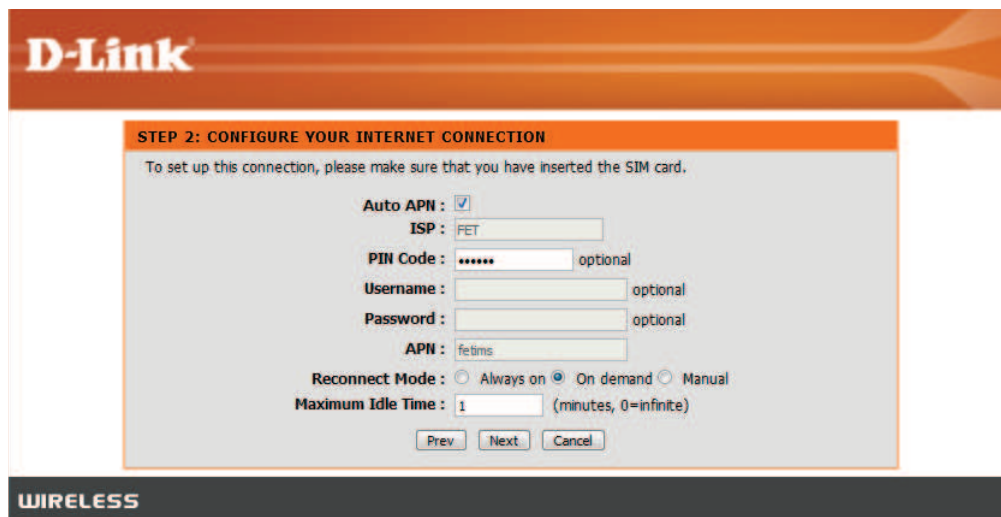 D-Link
STEP 2: CONFIGURE YOUR INTERNET CONNECTION
To set up this connection, please make sure that you have inserted the SIM card.
Auto APN :
ISP : FET
PIN Code : •••••• optional
Username : optional
Password : optional
APN : fetims
Reconnect Mode : Always on On demand Manual
Maximum Idle Time : 1 (minutes, 0=infinite)
Prev Next Cancel
WIRELESS